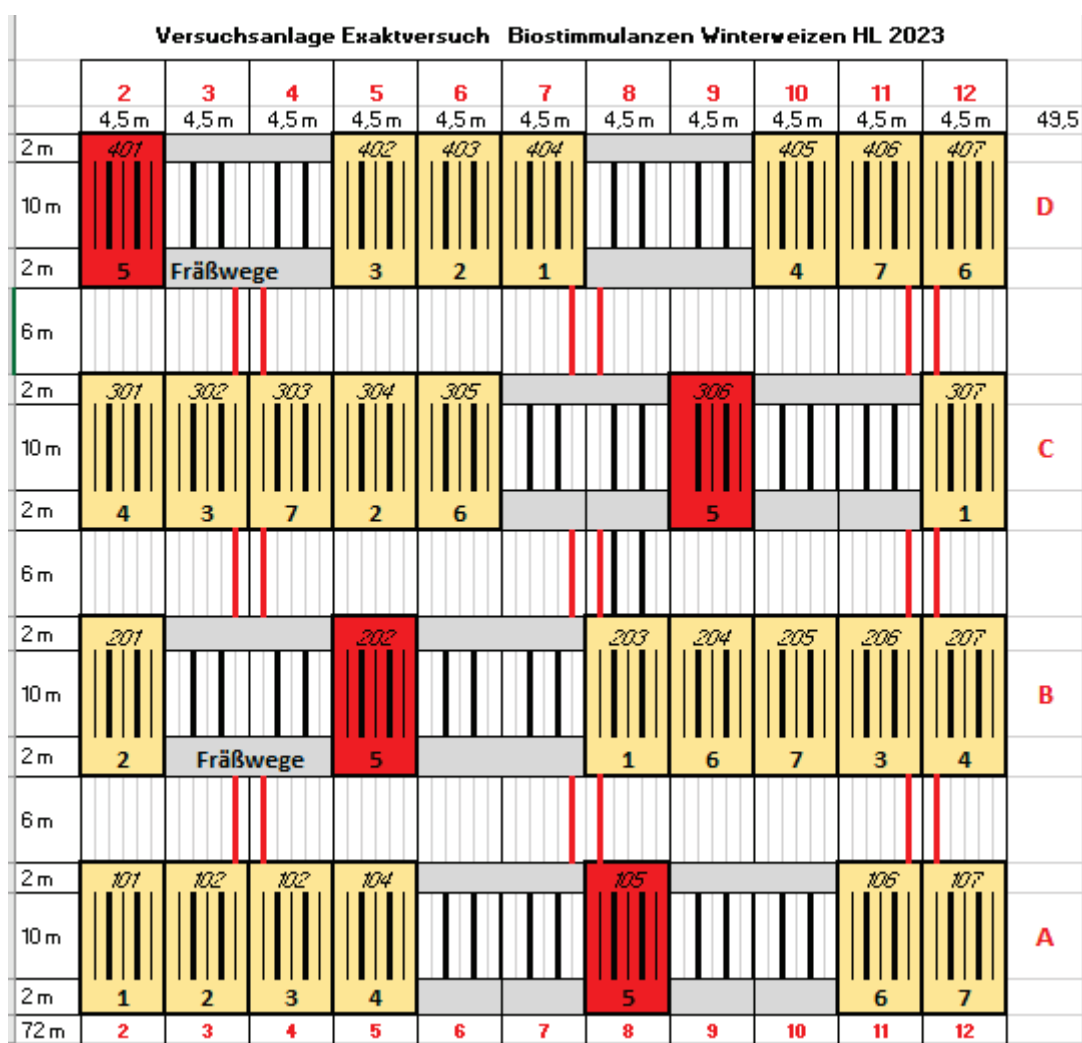 Versuchsanlage Exaktversuch Biostimmulanzen Winterweizen HL 2023
2 3 4 5 6 7 8 9 10 11 12
4,5 m 4,5 m 4,5 m 4,5 m 4,5 m 4,5 m 4,5 m 4,5 m 4,5 m 4,5 m 4,5 m 49,5
2 m 401 402 403 404 405 406 407
10 m D
2 m 5 Fräßwege 3 2 1 4 7 6
6 m
2 m 301 302 303 304 305 306 307
10 m C
2 m 4 3 7 2 6 5 1
6 m
2 m 201 202 203 204 205 206 207
10 m B
2 m 2 Fräßwege 5 1 6 7 3 4
6 m
2 m 101 102 102 104 105 106 107
10 m A
2 m 1 2 3 4 5 6 7
72 m 2 3 4 5 6 7 8 9 10 11 12